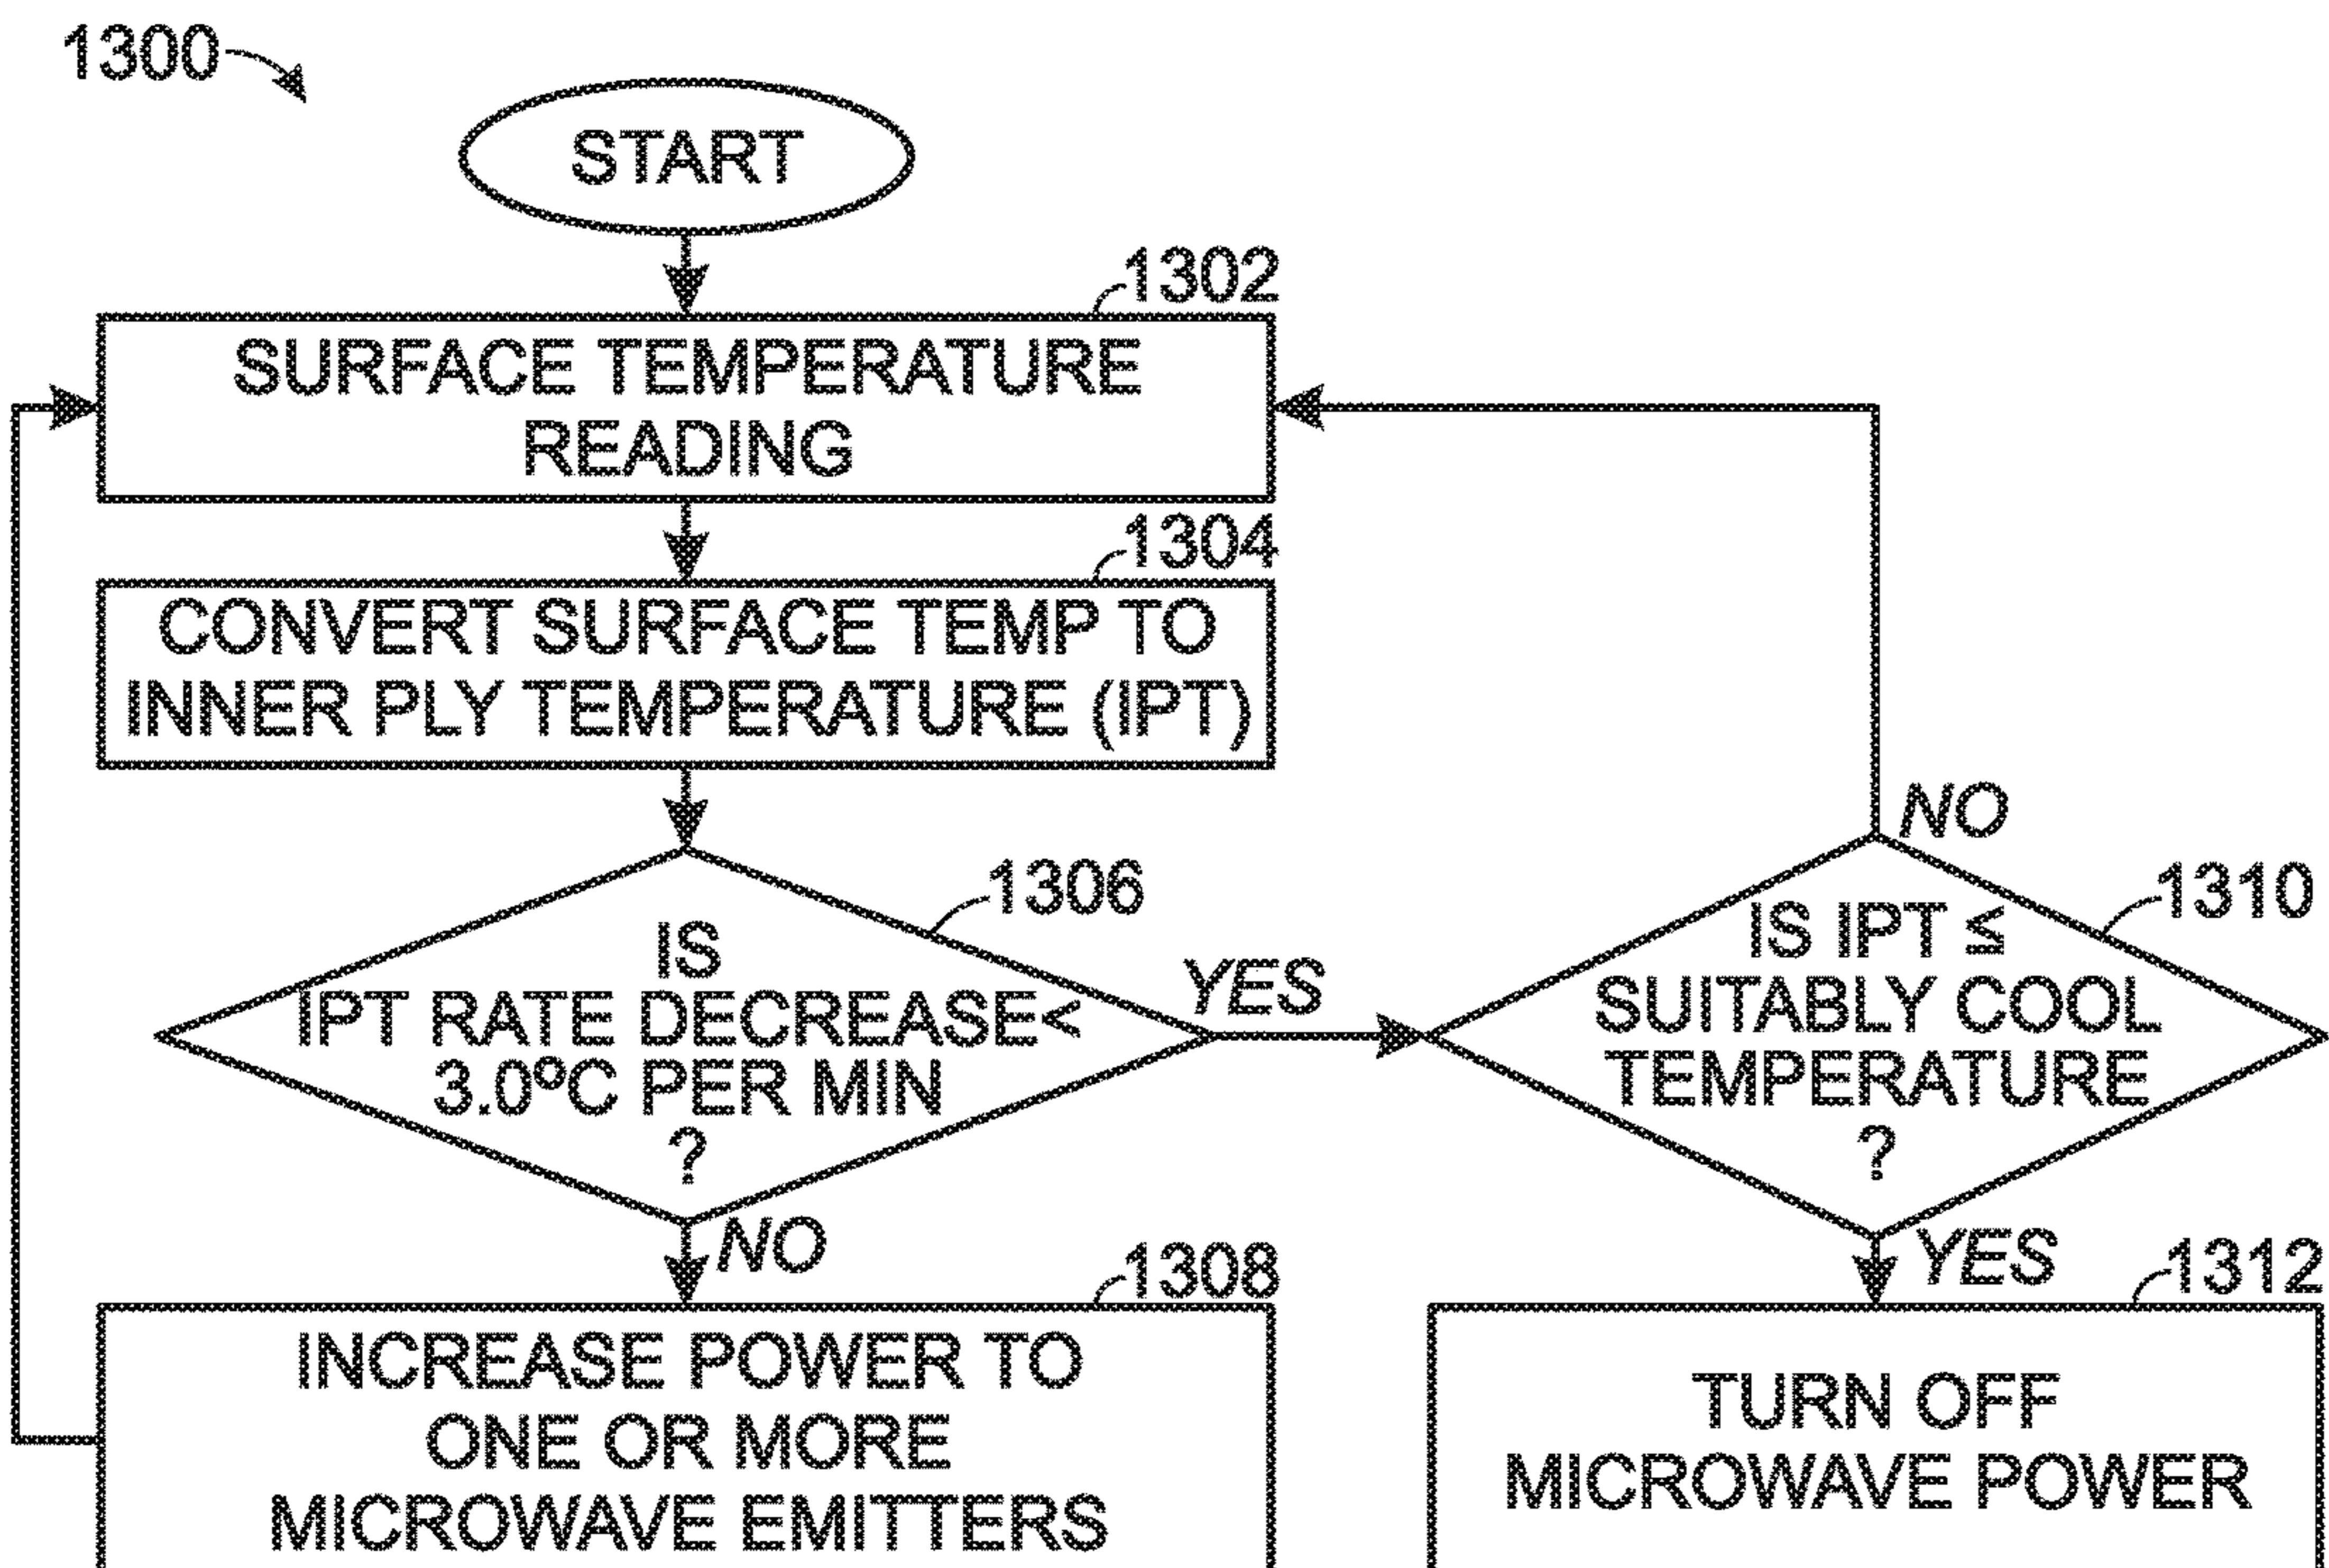 1300
START
1302
SURFACE TEMPERATURE
READING
1304
CONVERT SURFACE TEMP TO
INNER PLY TEMPERATURE (IPT)
1306
IS
IPT RATE DECREASE<
3.0ºC PER MIN
?
YES
NO
1308
INCREASE POWER TO
ONE OR MORE
MICROWAVE EMITTERS
NO
1310
IS IPT ≤
SUITABLY COOL
TEMPERATURE
?
YES
1312
TURN OFF
MICROWAVE POWER